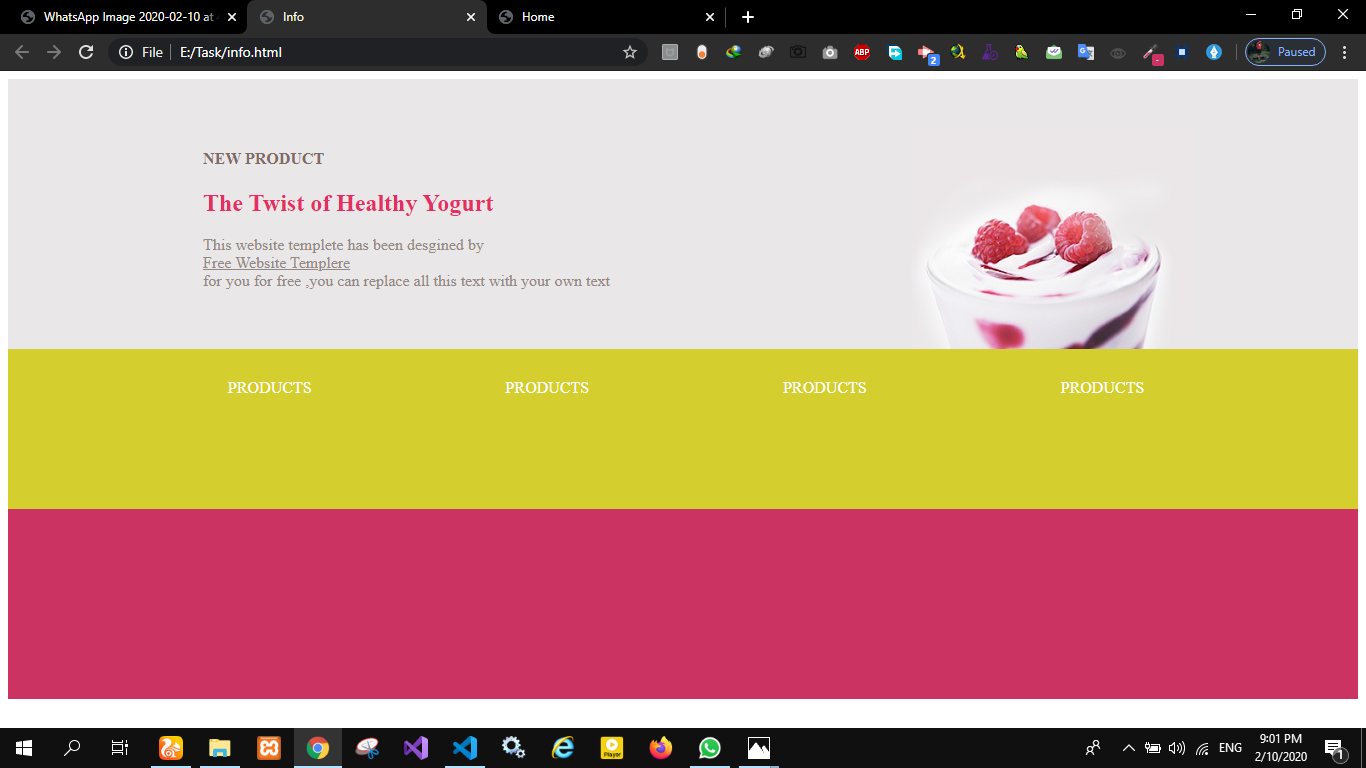 WhatsApp Image 2020-02-10 at
Info
Home
File
E:/Task/info.html
ABP
2
-
Paused
NEW PRODUCT
The Twist of Healthy Yogurt
This website templete has been desgined by
Free Website Templere
for you for free ,you can replace all this text with your own text
PRODUCTS PRODUCTS PRODUCTS PRODUCTS
Player
ENG
9:01 PM
2/10/2020
1